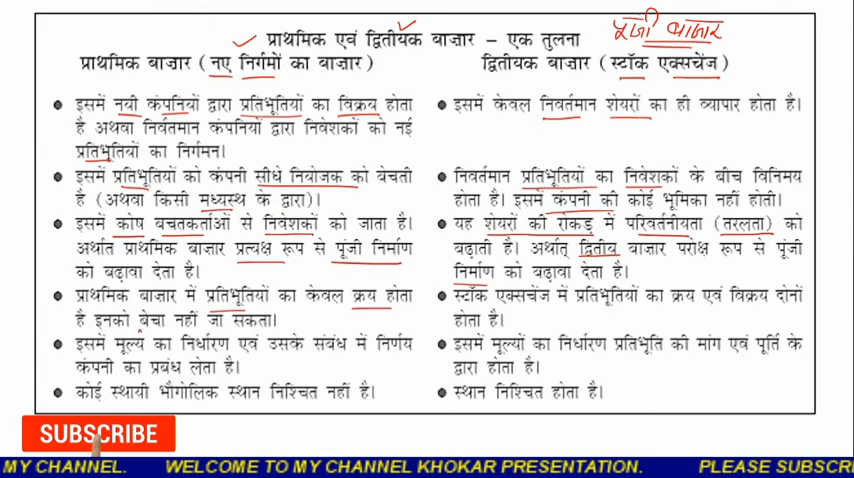 पूंजी बाजार
प्राथमिक एवं द्वितीयक बाज़ार – एक तुलना
प्राथमिक बाज़ार (नए निर्गमों का बाज़ार)
द्वितीयक बाज़ार (स्टॉक एक्सचेंज)
इसमें नयी कंपनियों द्वारा प्रतिभूतियों का विक्रय होता
है अथवा निर्वतमान कंपनियों द्वारा निवेशकों को नई
प्रतिभूतियों का निर्गमन।
इसमें प्रतिभूतियों को कंपनी सीधे नियोजक को बेचती
है (अथवा किसी मध्यस्थ के द्वारा)।
इसमें कोष बचतकर्ताओं से निवेशकों को जाता है।
अर्थात प्राथमिक बाज़ार प्रत्यक्ष रूप से पूंजी निर्माण
को बढ़ावा देता है।
प्राथमिक बाज़ार में प्रतिभूतियों का केवल क्रय होता
है इनको बेचा नहीं जा सकता।
इसमें मूल्य का निर्धारण एवं उसके संबंध में निर्णय
कंपनी का प्रबंध लेता है।
कोई स्थायी भौगोलिक स्थान निश्चित नहीं है।
इसमें केवल निवर्तमान शेयरों का ही व्यापार होता है।
निवर्तमान प्रतिभूतियों का निवेशकों के बीच विनिमय
होता है। इसमें कंपनी की कोई भूमिका नहीं होती।
यह शेयरों की रोकड़ में परिवर्तनीयता (तरलता) को
बढ़ाती है। अर्थात् द्वितीय बाज़ार परोक्ष रूप से पूंजी
निर्माण को बढावा देता है।
स्टॉक एक्सचेंज में प्रतिभूतियों का क्रय एवं विक्रय दोनों
होता है।
इसमें मूल्यों का निर्धारण प्रतिभूति की मांग एवं पूर्ति के
द्वारा होता है।
स्थान निश्चित होता है।
SUBSCRIBE
MY CHANNEL. WELCOME TO MY CHANNEL KHOKAR PRESENTATION. PLEASE SUBSCR